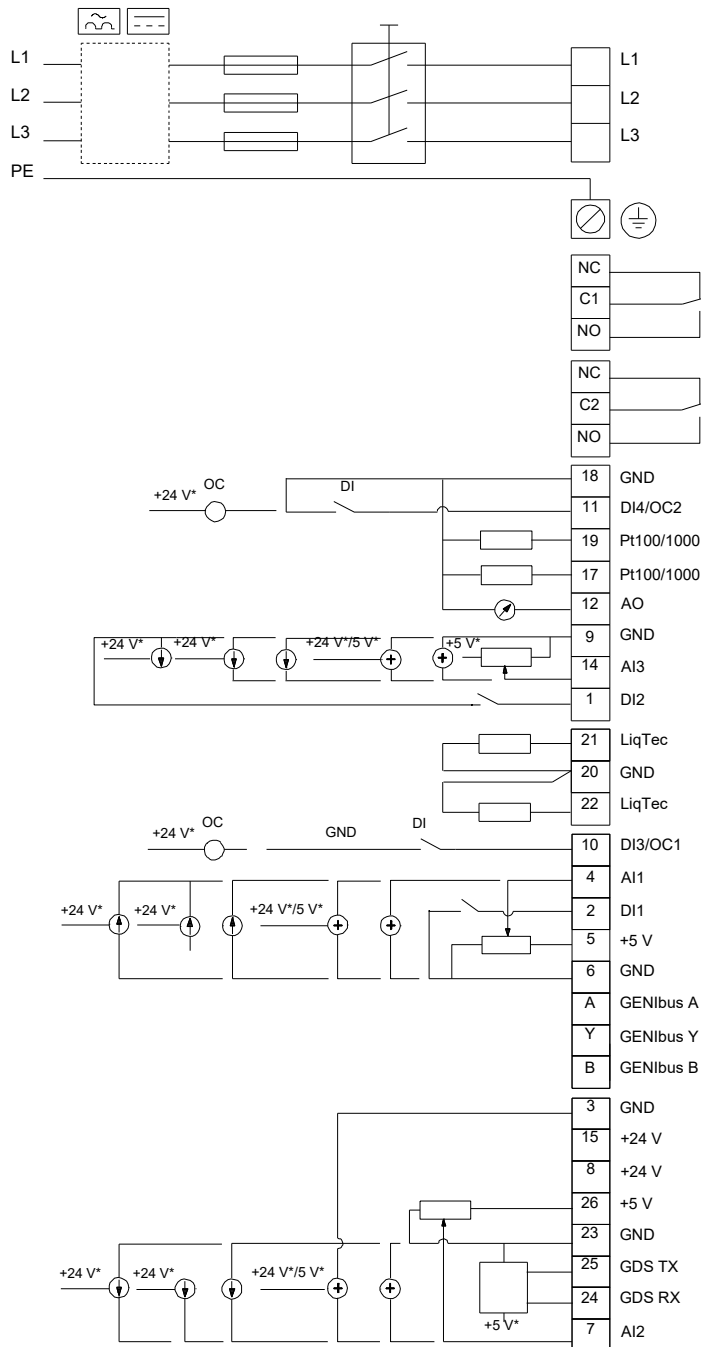 L1 L1
L2 L2
L3 L3
PE
NC
C1
NO
NC
C2
NO
18 GND
+24 V* OC DI 11 DI4/OC2
19 Pt100/1000
17 Pt100/1000
12 AO
9 GND
+24 V* +24 V* +24 V*/5 V* +5 V*
14 AI3
1 DI2
21 LiqTec
20 GND
22 LiqTec
+24 V* OC GND DI 10 DI3/OC1
4 AI1
+24 V* +24 V* +24 V*/5 V* 2 DI1
5 +5 V
6 GND
A GENIbus A
Y GENIbus Y
B GENIbus B
3 GND
15 +24 V
8 +24 V
26 +5 V
23 GND
25 GDS TX
+24 V* +24 V* +24 V*/5 V*
24 GDS RX
+5 V*
7 AI2